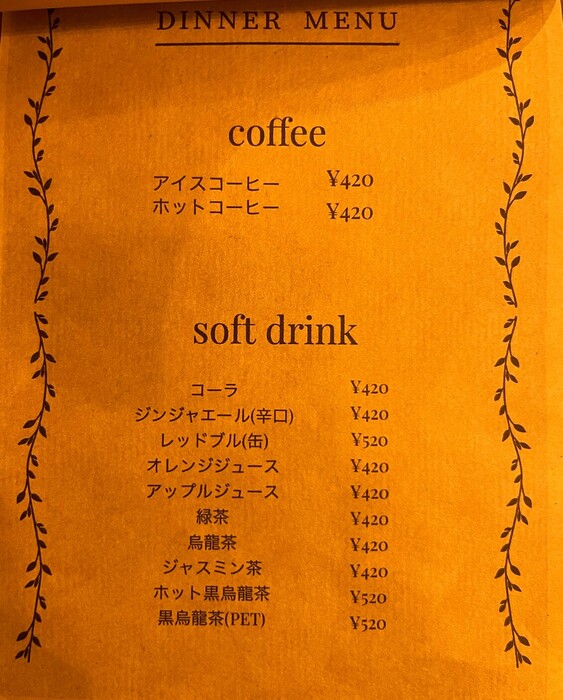 DINNER MENU
coffee
アイスコーヒー ¥420
ホットコーヒー ¥420
soft drink
コーラ ¥420
ジンジャエール(辛口) ¥420
レッドブル(缶) ¥520
オレンジジュース ¥420
アップルジュース ¥420
緑茶 ¥420
烏龍茶 ¥420
ジャスミン茶 ¥420
ホット黒烏龍茶 ¥520
黒烏龍茶(PET) ¥520